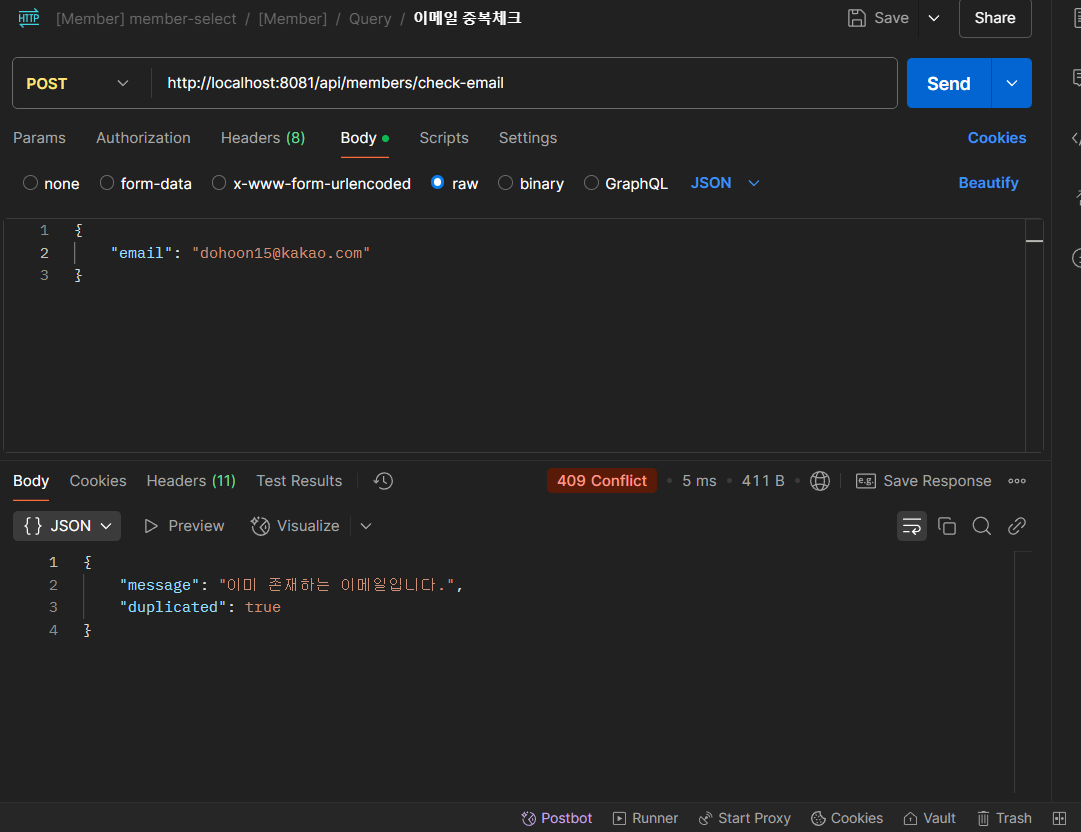 HTTP [Member] member-select / [Member] / Query / 이메일 중복체크 Save Share
POST http://localhost:8081/api/members/check-email Send
Params Authorization Headers (8) Body Scripts Settings Cookies
none form-data x-www-form-urlencoded raw binary GraphQL JSON Beautify
1 {
2 "email": "dohoon15@kakao.com"
3 }
Body Cookies Headers (11) Test Results 409 Conflict • 5 ms • 411 B • e.g. Save Response
{} JSON Preview Visualize
1 {
2 "message": "이미 존재하는 이메일입니다.",
3 "duplicated": true
4 }
Postbot Runner Start Proxy Cookies Vault Trash